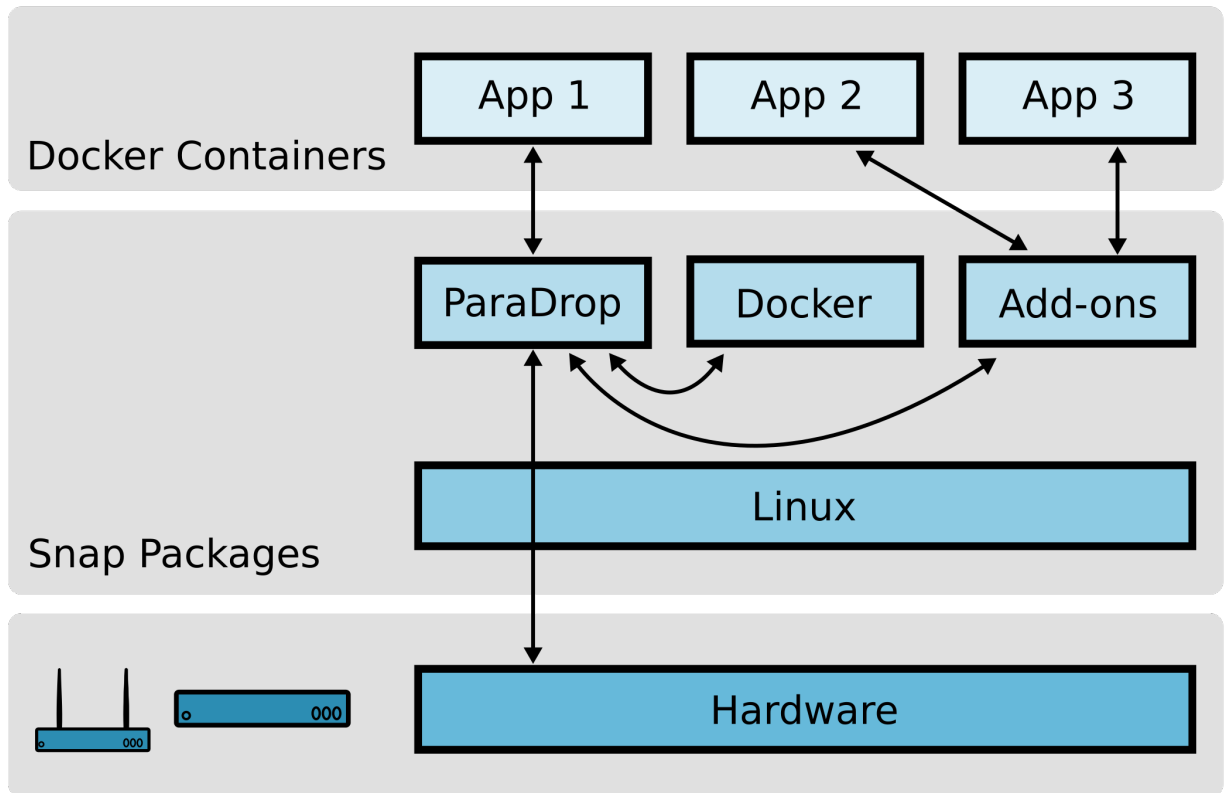 App 1
App 2
App 3
Docker Containers
ParaDrop
Docker
Add-ons
Linux
Snap Packages
Hardware